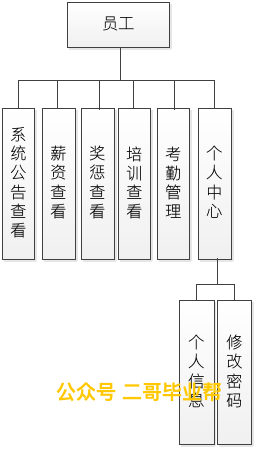 员工
系统公告查看
薪资查看
奖惩查看
培训查看
考勤管理
个人中心
个人信息
修改密码
公众号 二哥毕业帮